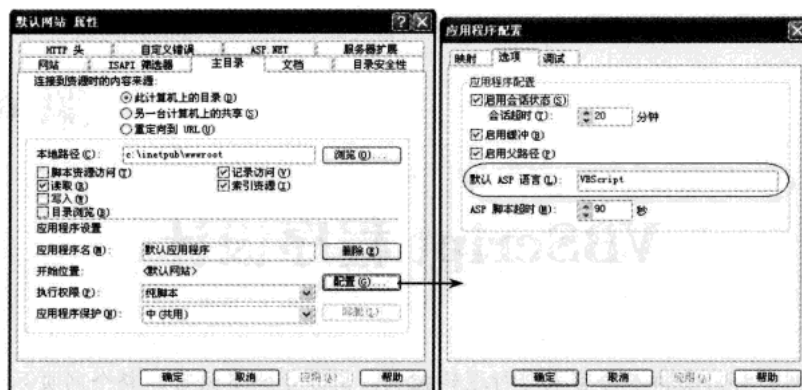 默认网站 属性
HTTP 头 自定义错误 ASP.NET 服务器扩展
网站 ISAPI 筛选器 主目录 文档 目录安全性
连接到资源时的内容来源:
此计算机上的目录(D)
另一台计算机上的共享(S)
重定向到 URL(U)
本地路径(C): c:\inetpub\wwwroot 浏览(O)...
脚本资源访问(T) 记录访问(V)
读取(R) 索引资源(I)
写入(W)
目录浏览(B)
应用程序设置
应用程序名(M): 默认应用程序 删除(E)
开始位置: <默认网站>
配置(G)...
执行权限(P): 纯脚本
应用程序保护(N): 中(共用) 卸载(L)
确定 取消 应用(A) 帮助
应用程序配置
映射 选项 调试
应用程序配置
启用会话状态(S)
会话超时(T): 20 分钟
启用缓冲(B)
启用父路径(P)
默认 ASP 语言(L): VBScript
ASP 脚本超时(M): 90 秒
确定 取消 应用(A) 帮助